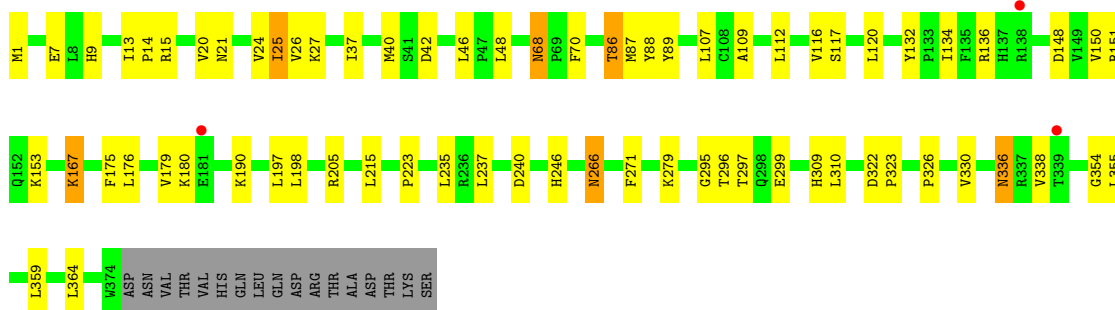 M1 E7 L8 H9 I13 P14 R15 V20 N21 V24 I25 V26 K27 I37 M40 S41 D42 L46 P47 L48 N68 P69 F70 T86 M87 Y88 Y89 L107 C108 A109 L112 V116 S117 L120 Y132 P133 I134 F135 R136 H137 R138 D148 V149 V150 R151
Q152 K153 K167 F175 L176 V179 K180 E181 K190 L197 L198 R205 L215 P223 L235 R236 L237 D240 H246 N266 F271 K279 G295 T296 T297 Q298 E299 H309 L310 D322 P323 P326 V330 N336 R337 V338 T339 G354 L355
L359 L364 W374 ASP ASN VAL THR VAL HIS GLN LEU GLN ASP ARG THR ALA ASP THR LYS SER